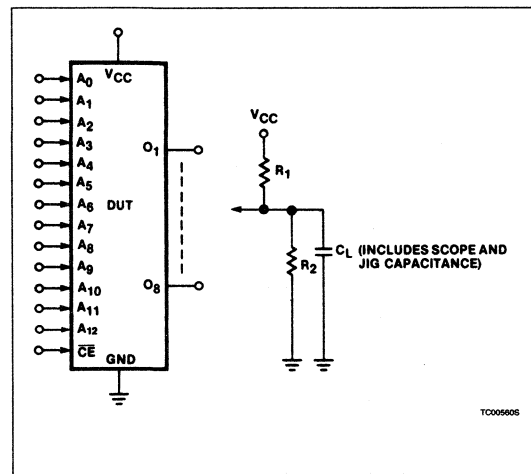 VCC
A0
A1
A2
A3
A4
A5
A6
A7
A8
A9
A10
A11
A12
CE
DUT
O1
O8
GND
VCC
R1
R2
CL (INCLUDES SCOPE AND
JIG CAPACITANCE)
TC00560S